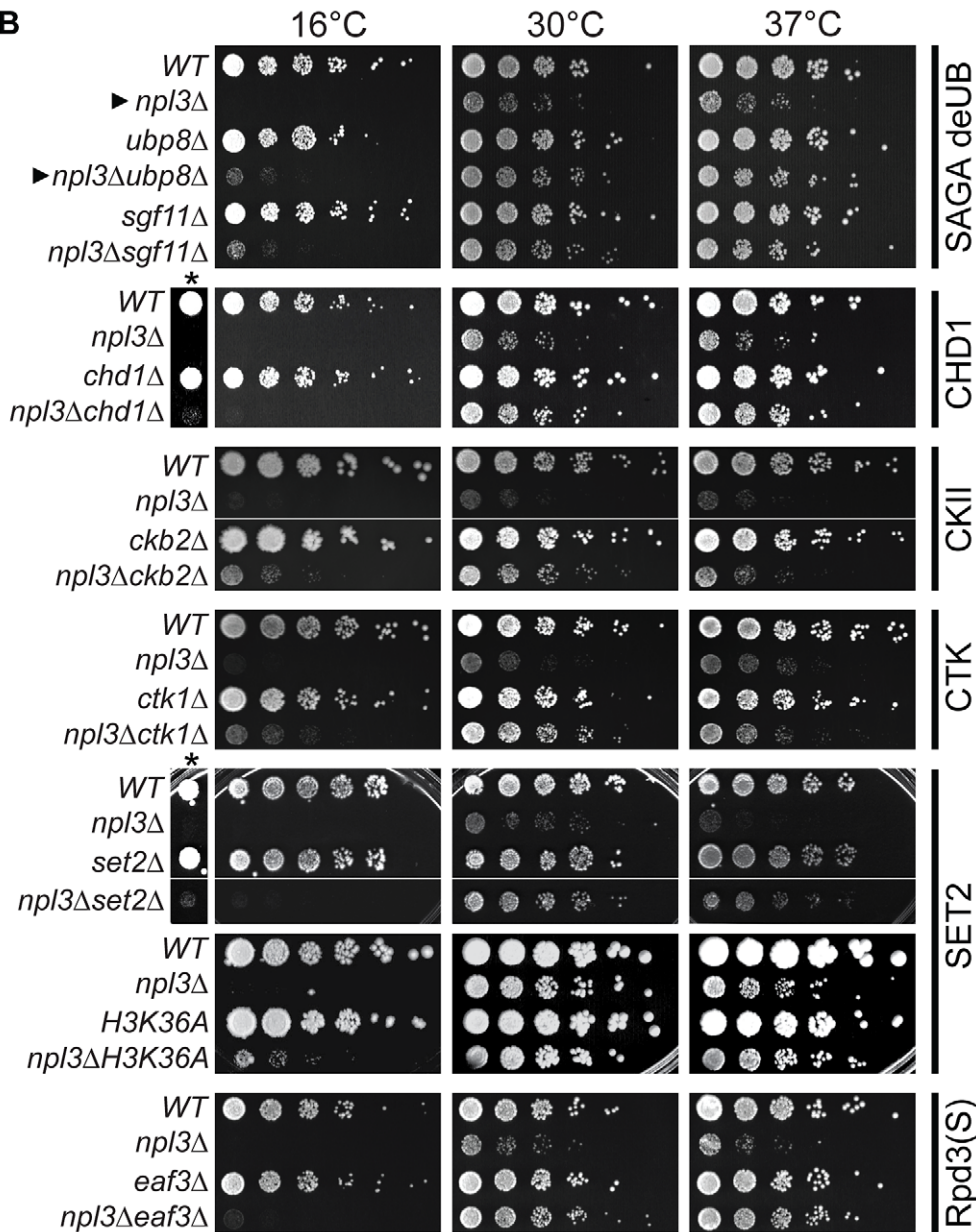 B
16°C 30°C 37°C
WT
► npl3Δ
ubp8Δ
►npl3Δubp8Δ
sgf11Δ
npl3Δsgf11Δ
SAGA deUB
*
WT
npl3Δ
chd1Δ
npl3Δchd1Δ
CHD1
WT
npl3Δ
ckb2Δ
npl3Δckb2Δ
CKII
WT
npl3Δ
ctk1Δ
npl3Δctk1Δ
CTK
*
WT
npl3Δ
set2Δ
npl3Δset2Δ
WT
npl3Δ
H3K36A
npl3ΔH3K36A
SET2
WT
npl3Δ
eaf3Δ
npl3Δeaf3Δ
Rpd3(S)